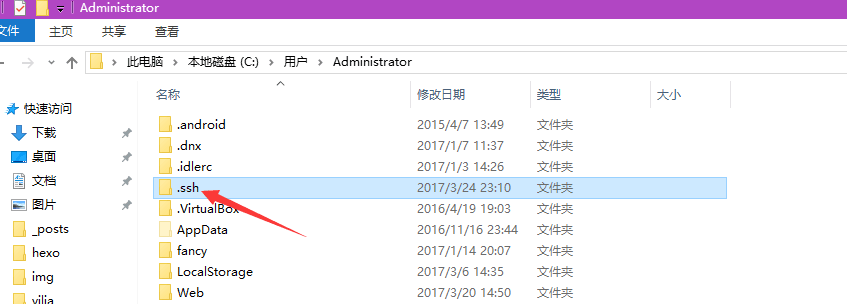 Administrator
文件 主页 共享 查看
此电脑 本地磁盘 (C:) 用户 Administrator
名称 修改日期 类型 大小
快速访问
下载
桌面
文档
图片
_posts
hexo
img
yilia
.android 2015/4/7 13:49 文件夹
.dnx 2017/1/7 11:37 文件夹
.idlerc 2017/1/3 14:26 文件夹
.ssh 2017/3/24 23:10 文件夹
.VirtualBox 2016/4/19 19:03 文件夹
AppData 2016/11/16 23:44 文件夹
fancy 2017/1/14 20:07 文件夹
LocalStorage 2017/3/6 14:35 文件夹
Web 2017/3/20 14:50 文件夹